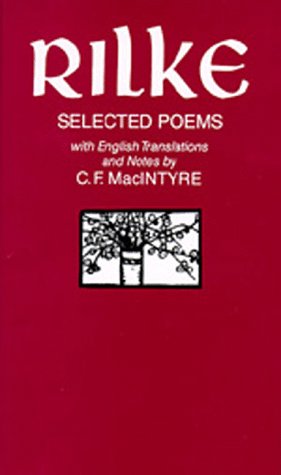 RILKE
SELECTED POEMS
with English Translations
and Notes by
C.F. MacINTYRE